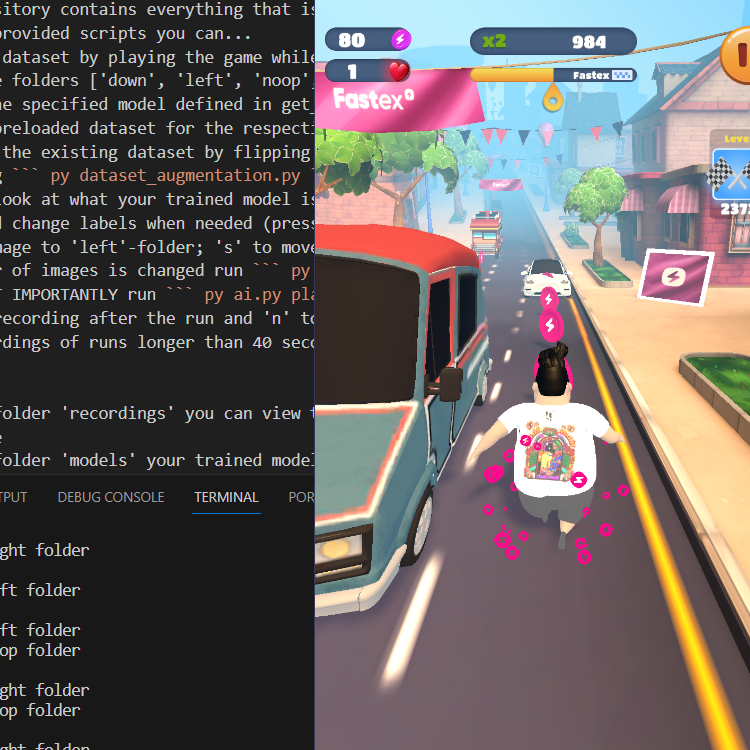 sitory contains everything that is
provided scripts you can...
dataset by playing the game while
folders ['down', 'left', 'noop'
he specified model defined in get_
preloaded dataset for the respecti
the existing dataset by flipping
``` py dataset_augmentation.py
look at what your trained model is
d change labels when needed (press
mage to 'left'-folder; 's' to move
r of images is changed run ``` py
T IMPORTANTLY run ``` py ai.py pla
recording after the run and 'n' to
rdings of runs longer than 40 seco
folder 'recordings' you can view t
e
folder 'models' your trained model
TPUT DEBUG CONSOLE TERMINAL POR
ght folder
ft folder
ft folder
op folder
ght folder
op folder
ght folder
80
x2 984
1
Fastex
Fastex
Leve
237